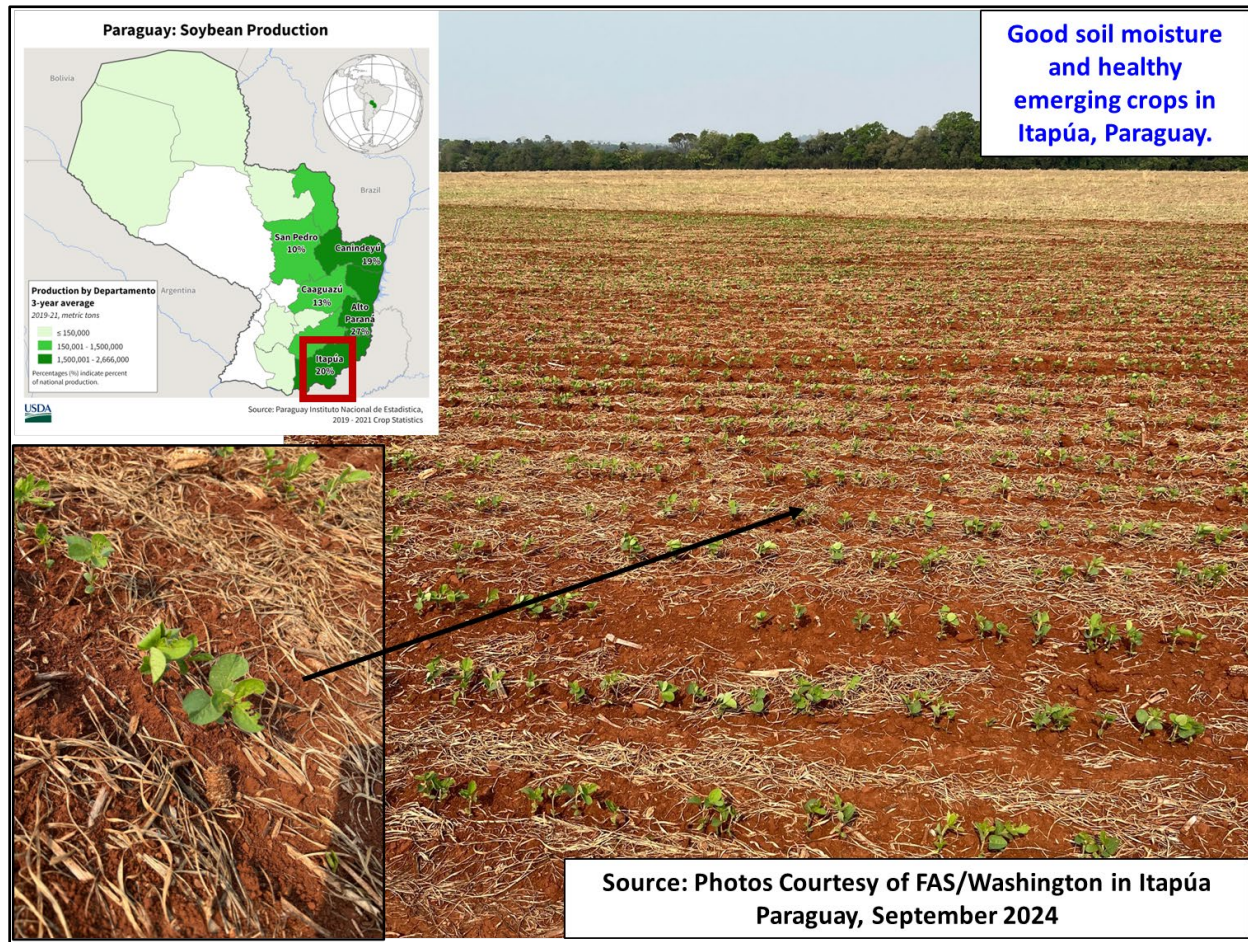 Paraguay: Soybean Production
Bolivia
Brazil
Argentina
San Pedro
10%
Canindeyú
19%
Caaguazú
13%
Alto
Paraná
27%
Itapúa
20%
Production by Departamento
3-year average
2019-21, metric tons
≤ 150,000
150,001 - 1,500,000
1,500,001 - 2,666,000
Percentages (%) indicate percent
of national production.
USDA
Source: Paraguay Instituto Nacional de Estadistica,
2019 - 2021 Crop Statistics
Good soil moisture
and healthy
emerging crops in
Itapúa, Paraguay.
Source: Photos Courtesy of FAS/Washington in Itapúa
Paraguay, September 2024